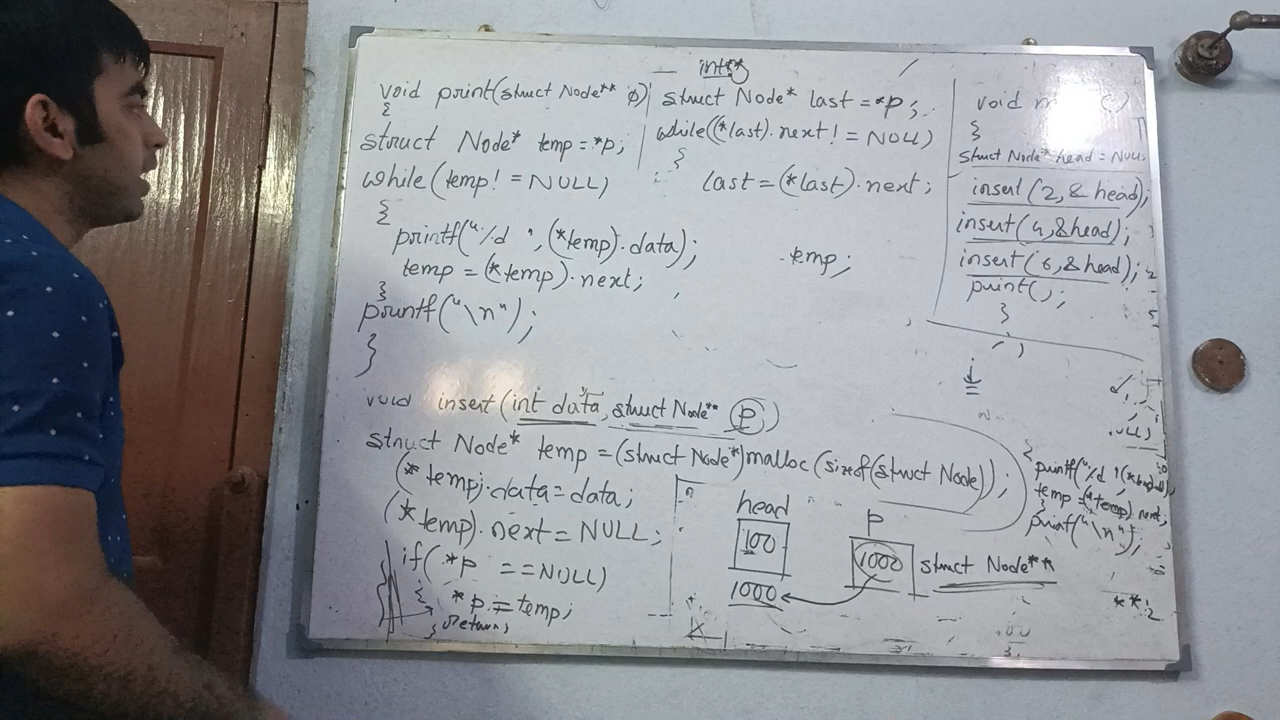 int**
void print(struct Node** p)
{
struct Node* temp = *p;
while(temp! = NULL)
{
printf("%d ", (*temp).data);
temp = (*temp).next;
}
printf("\n");
}
struct Node* last = *p;
while((*last).next! = NULL)
{
last = (*last).next;
temp;
void
{
struct Node* head = NULL;
insert(2,&head);
insert(4,&head);
insert(6,&head);
print();
}
void insert(int data, struct Node** p)
struct Node* temp = (struct Node*)malloc(sizeof(struct Node));
(*temp).data = data;
(*temp).next = NULL;
if( *p ==NULL)
{
*p = temp;
} return;
head
100
1000
p
1000
struct Node**
{
printf("%d
temp = (*temp).next;
}
printf("\n");